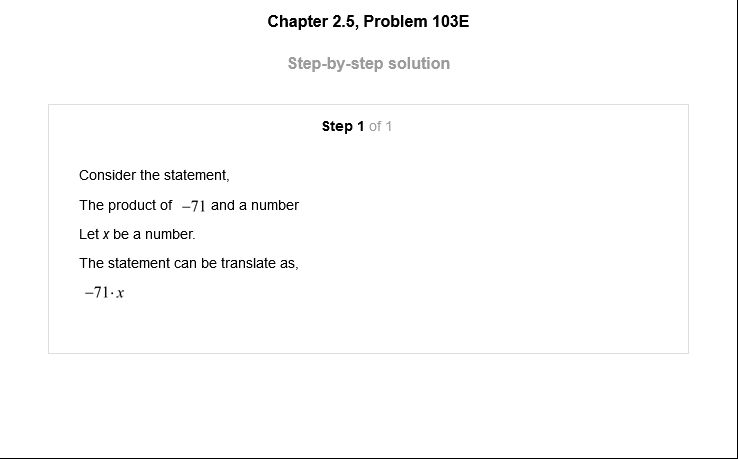 Chapter 2.5, Problem 103E
Step-by-step solution
Step 1 of 1
Consider the statement,
The product of −71 and a number
Let x be a number.
The statement can be translate as,
−71·x